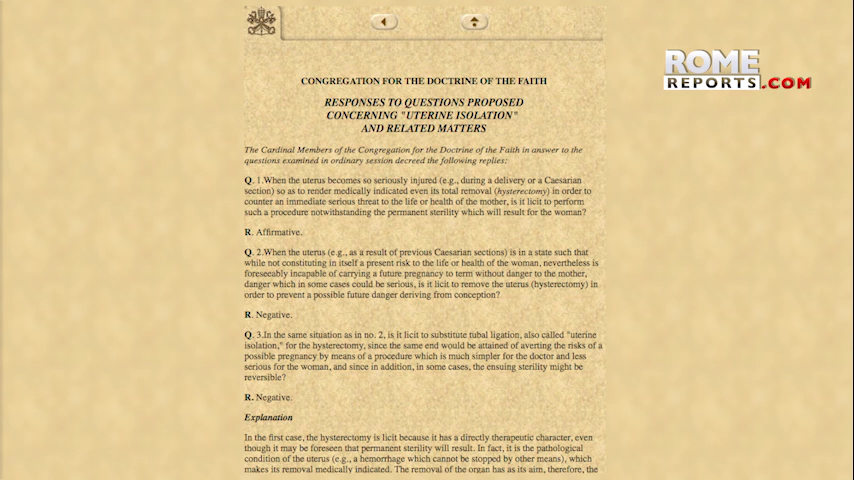 ROME
REPORTS.COM
CONGREGATION FOR THE DOCTRINE OF THE FAITH
RESPONSES TO QUESTIONS PROPOSED
CONCERNING "UTERINE ISOLATION"
AND RELATED MATTERS
The Cardinal Members of the Congregation for the Doctrine of the Faith in answer to the
questions examined in ordinary session decreed the following replies:
Q. 1.When the uterus becomes so seriously injured (e.g., during a delivery or a Caesarian
section) so as to render medically indicated even its total removal (hysterectomy) in order to
counter an immediate serious threat to the life or health of the mother, is it licit to perform
such a procedure notwithstanding the permanent sterility which will result for the woman?
R. Affirmative.
Q. 2.When the uterus (e.g., as a result of previous Caesarian sections) is in a state such that
while not constituting in itself a present risk to the life or health of the woman, nevertheless is
foreseeably incapable of carrying a future pregnancy to term without danger to the mother,
danger which in some cases could be serious, is it licit to remove the uterus (hysterectomy) in
order to prevent a possible future danger deriving from conception?
R. Negative.
Q. 3.In the same situation as in no. 2, is it licit to substitute tubal ligation, also called "uterine
isolation," for the hysterectomy, since the same end would be attained of averting the risks of a
possible pregnancy by means of a procedure which is much simpler for the doctor and less
serious for the woman, and since in addition, in some cases, the ensuing sterility might be
reversible?
R. Negative.
Explanation
In the first case, the hysterectomy is licit because it has a directly therapeutic character, even
though it may be foreseen that permanent sterility will result. In fact, it is the pathological
condition of the uterus (e.g., a hemorrhage which cannot be stopped by other means), which
makes its removal medically indicated. The removal of the organ has as its aim, therefore, the